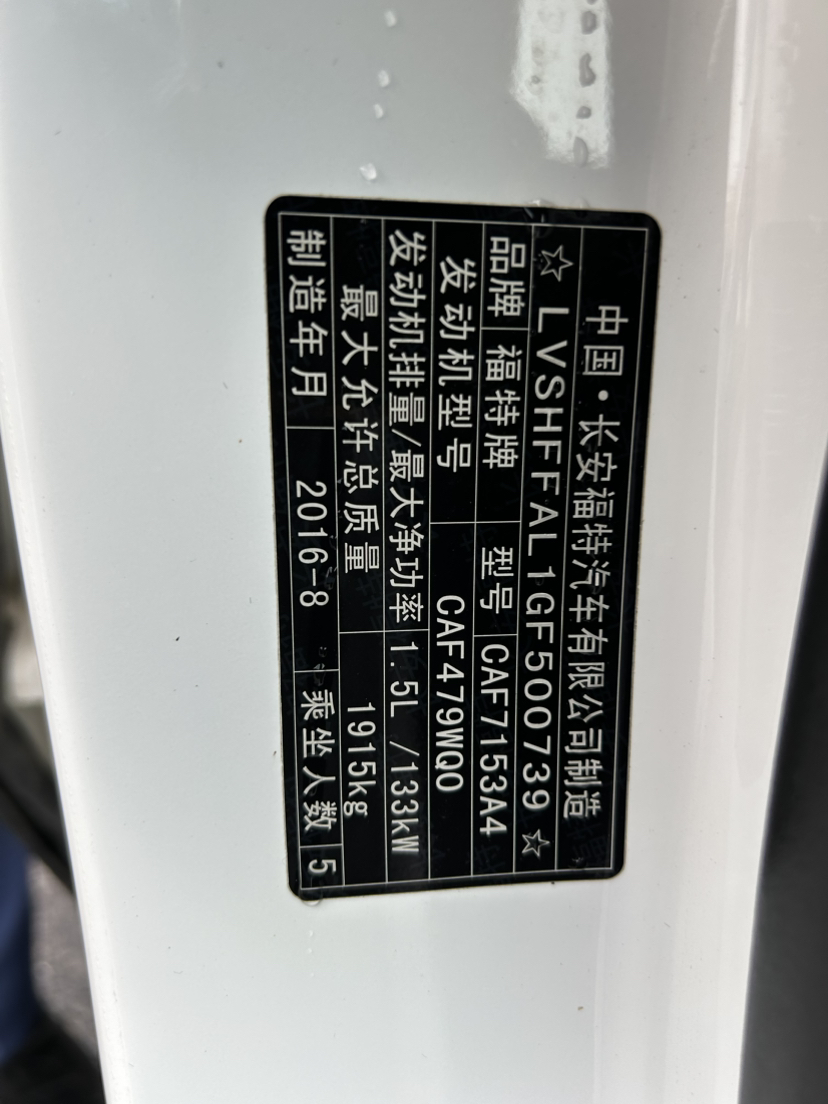 中国·长安福特汽车有限公司制造
☆LVSHFFAL1GF500739☆
品牌 福特牌 型号 CAF7153A4
发动机型号 CAF479WQ0
发动机排量/最大净功率 1.5L /133kW
最大允许总质量 1915kg
制造年月 2016-8 乘坐人数 5